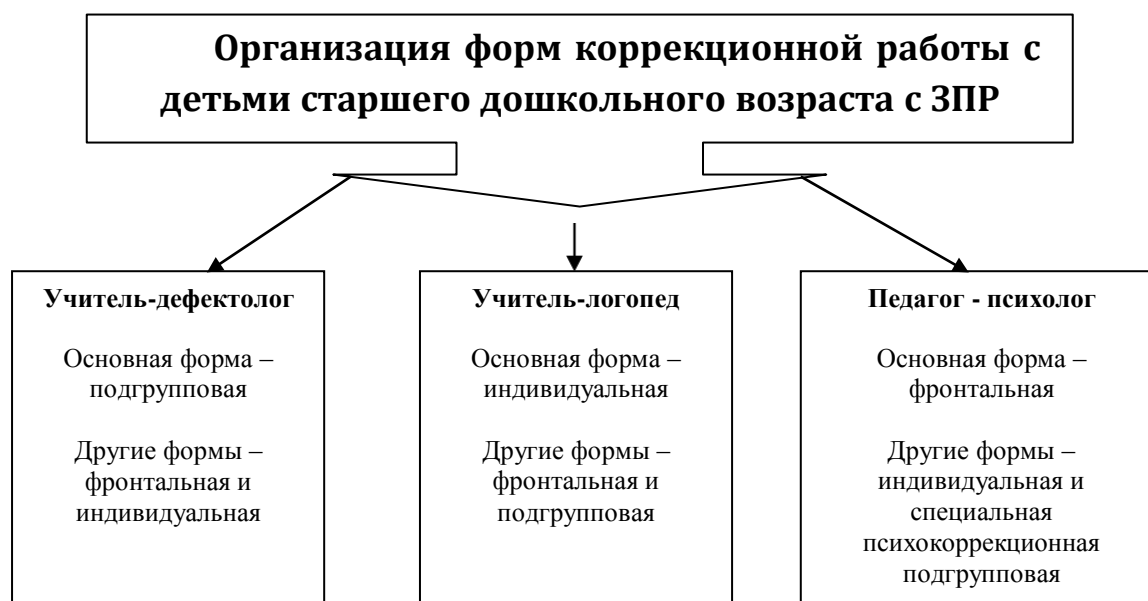 Организация форм коррекционной работы с
детьми старшего дошкольного возраста с ЗПР
Учитель-дефектолог
Основная форма –
подгрупповая
Другие формы –
фронтальная и
индивидуальная
Учитель-логопед
Основная форма –
индивидуальная
Другие формы –
фронтальная и
подгрупповая
Педагог - психолог
Основная форма –
фронтальная
Другие формы –
индивидуальная и
специальная
психокоррекционная
подгрупповая